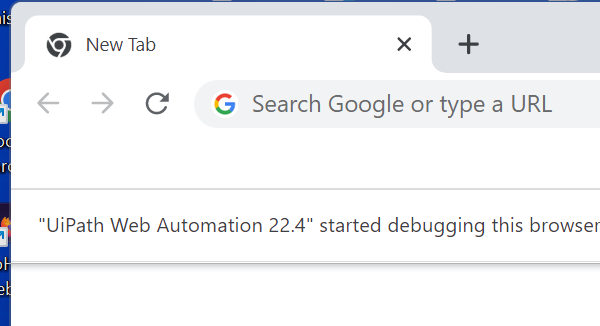 New Tab
Search Google or type a URL
"UiPath Web Automation 22.4" started debugging this browser